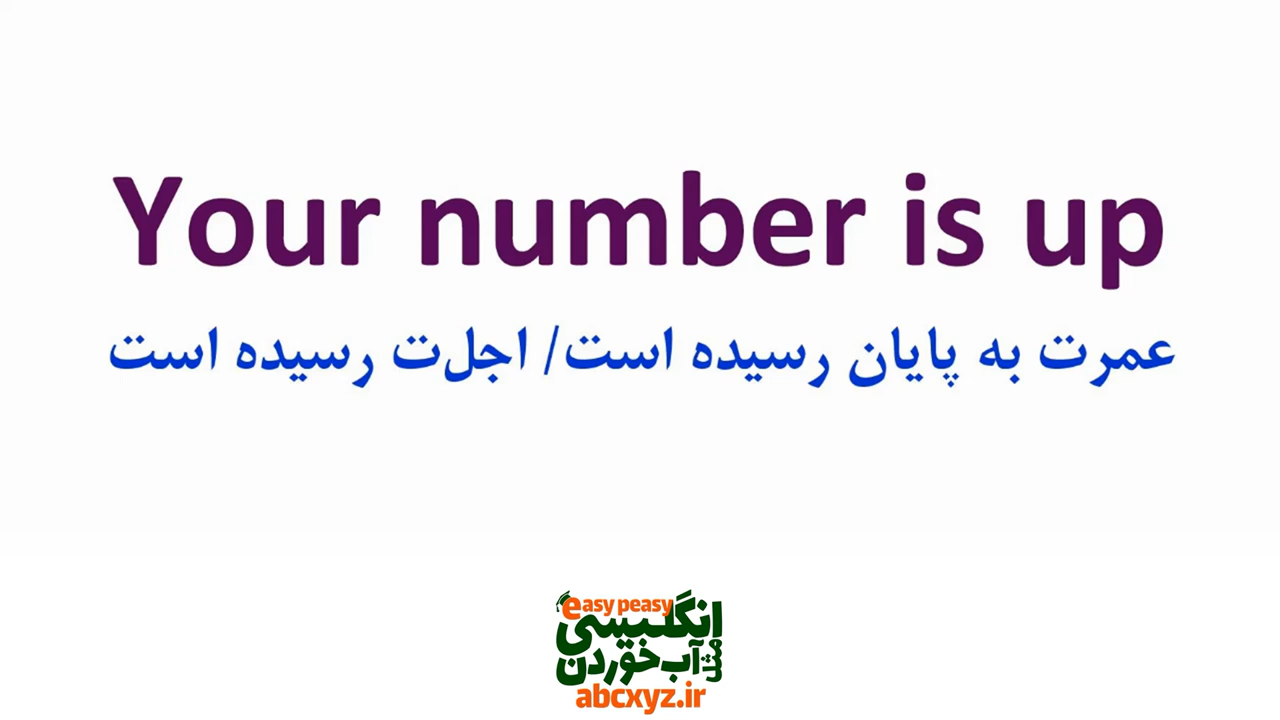 Your number is up
عمرت به پایان رسیده است/ اجل‌ت رسیده است
easy peasy
انگلیسی
مثل آب خوردن
abcxyz.ir